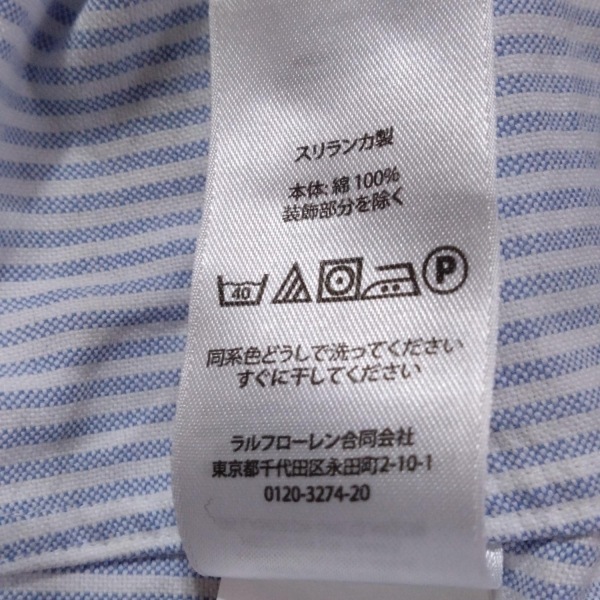 スリランカ製
本体: 綿 100%
装飾部分を除く
40 P
同系色どうしで洗ってください
すぐに干してください
ラルフローレン合同会社
東京都千代田区永田町2-10-1
0120-3274-20